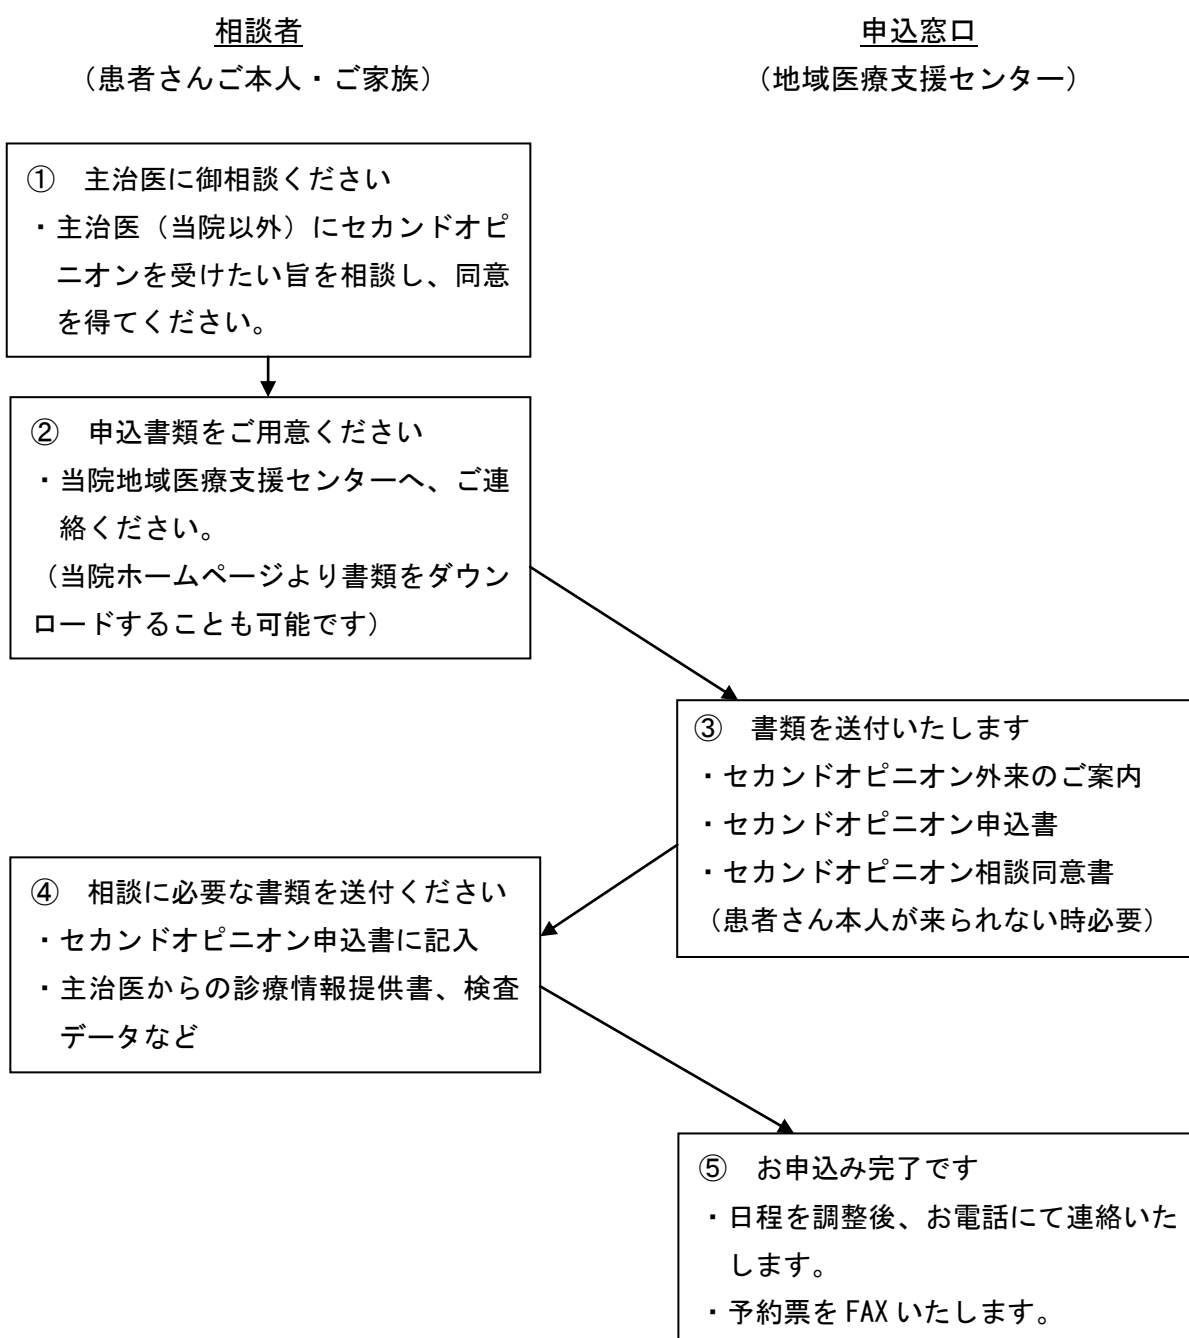 相談者
（患者さんご本人・ご家族）
申込窓口
（地域医療支援センター）
①　主治医に御相談ください
・主治医（当院以外）にセカンドオピ
ニオンを受けたい旨を相談し、同意
を得てください。
②　申込書類をご用意ください
・当院地域医療支援センターへ、ご連
絡ください。
（当院ホームページより書類をダウン
ロードすることも可能です）
③　書類を送付いたします
・セカンドオピニオン外来のご案内
・セカンドオピニオン申込書
・セカンドオピニオン相談同意書
（患者さん本人が来られない時必要）
④　相談に必要な書類を送付ください
・セカンドオピニオン申込書に記入
・主治医からの診療情報提供書、検査
データなど
⑤　お申込み完了です
・日程を調整後、お電話にて連絡いた
します。
・予約票を FAX いたします。